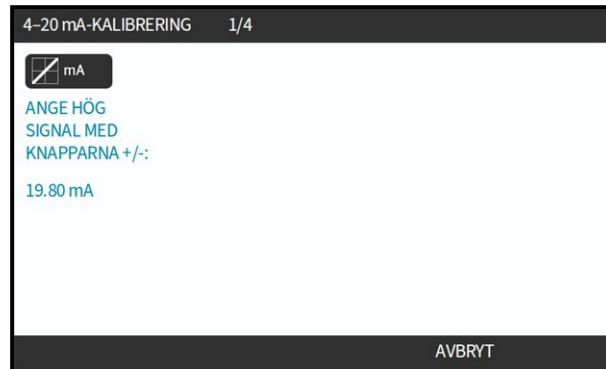 4–20 mA-KALIBRERING 1/4
mA
ANGE HÖG
SIGNAL MED
KNAPPARNA +/-:
19.80 mA
AVBRYT